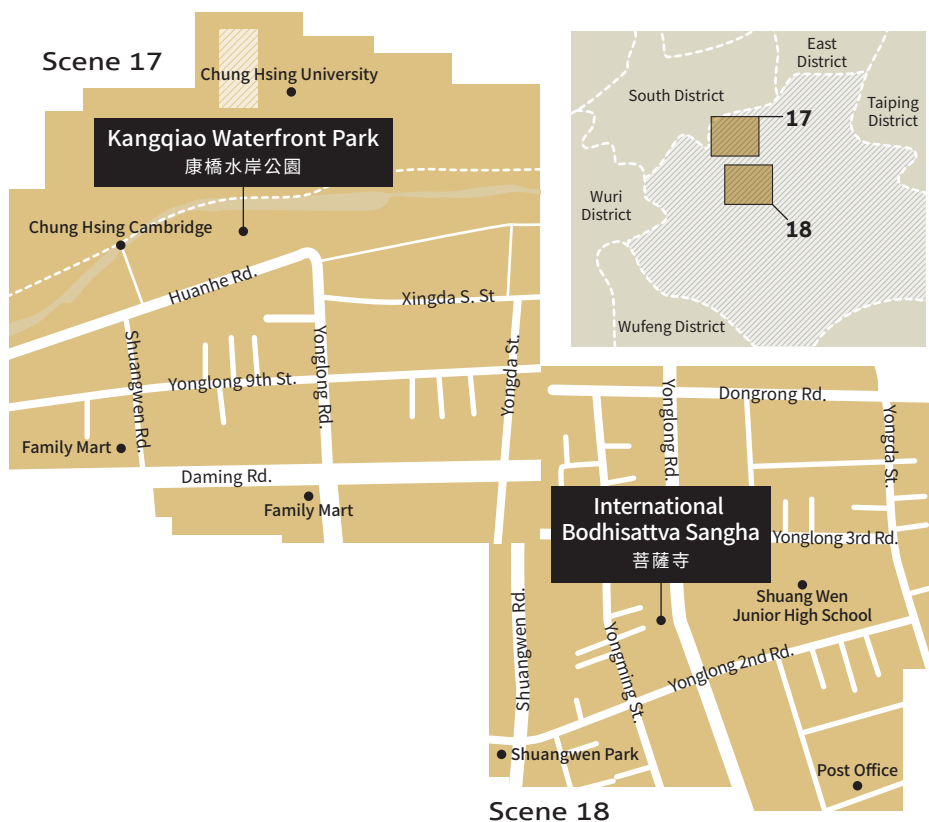 Scene 17
Chung Hsing University
Kangqiao Waterfront Park
康橋水岸公園
Chung Hsing Cambridge
Huanhe Rd.
Xingda S. St
Shuangwen Rd.
Yonglong 9th St.
Yonglong Rd.
Yongda St.
Family Mart
Daming Rd.
Family Mart
East
District
South District
Taiping
District
17
Wuri
District
18
Wufeng District
Yonglong Rd.
Dongrong Rd.
Yongda St.
International
Bodhisattva Sangha
菩薩寺
Yonglong 3rd Rd.
Shuang Wen
Junior High School
Shuangwen Rd.
Yongming St.
Yonglong 2nd Rd.
Shuangwen Park
Post Office
Scene 18